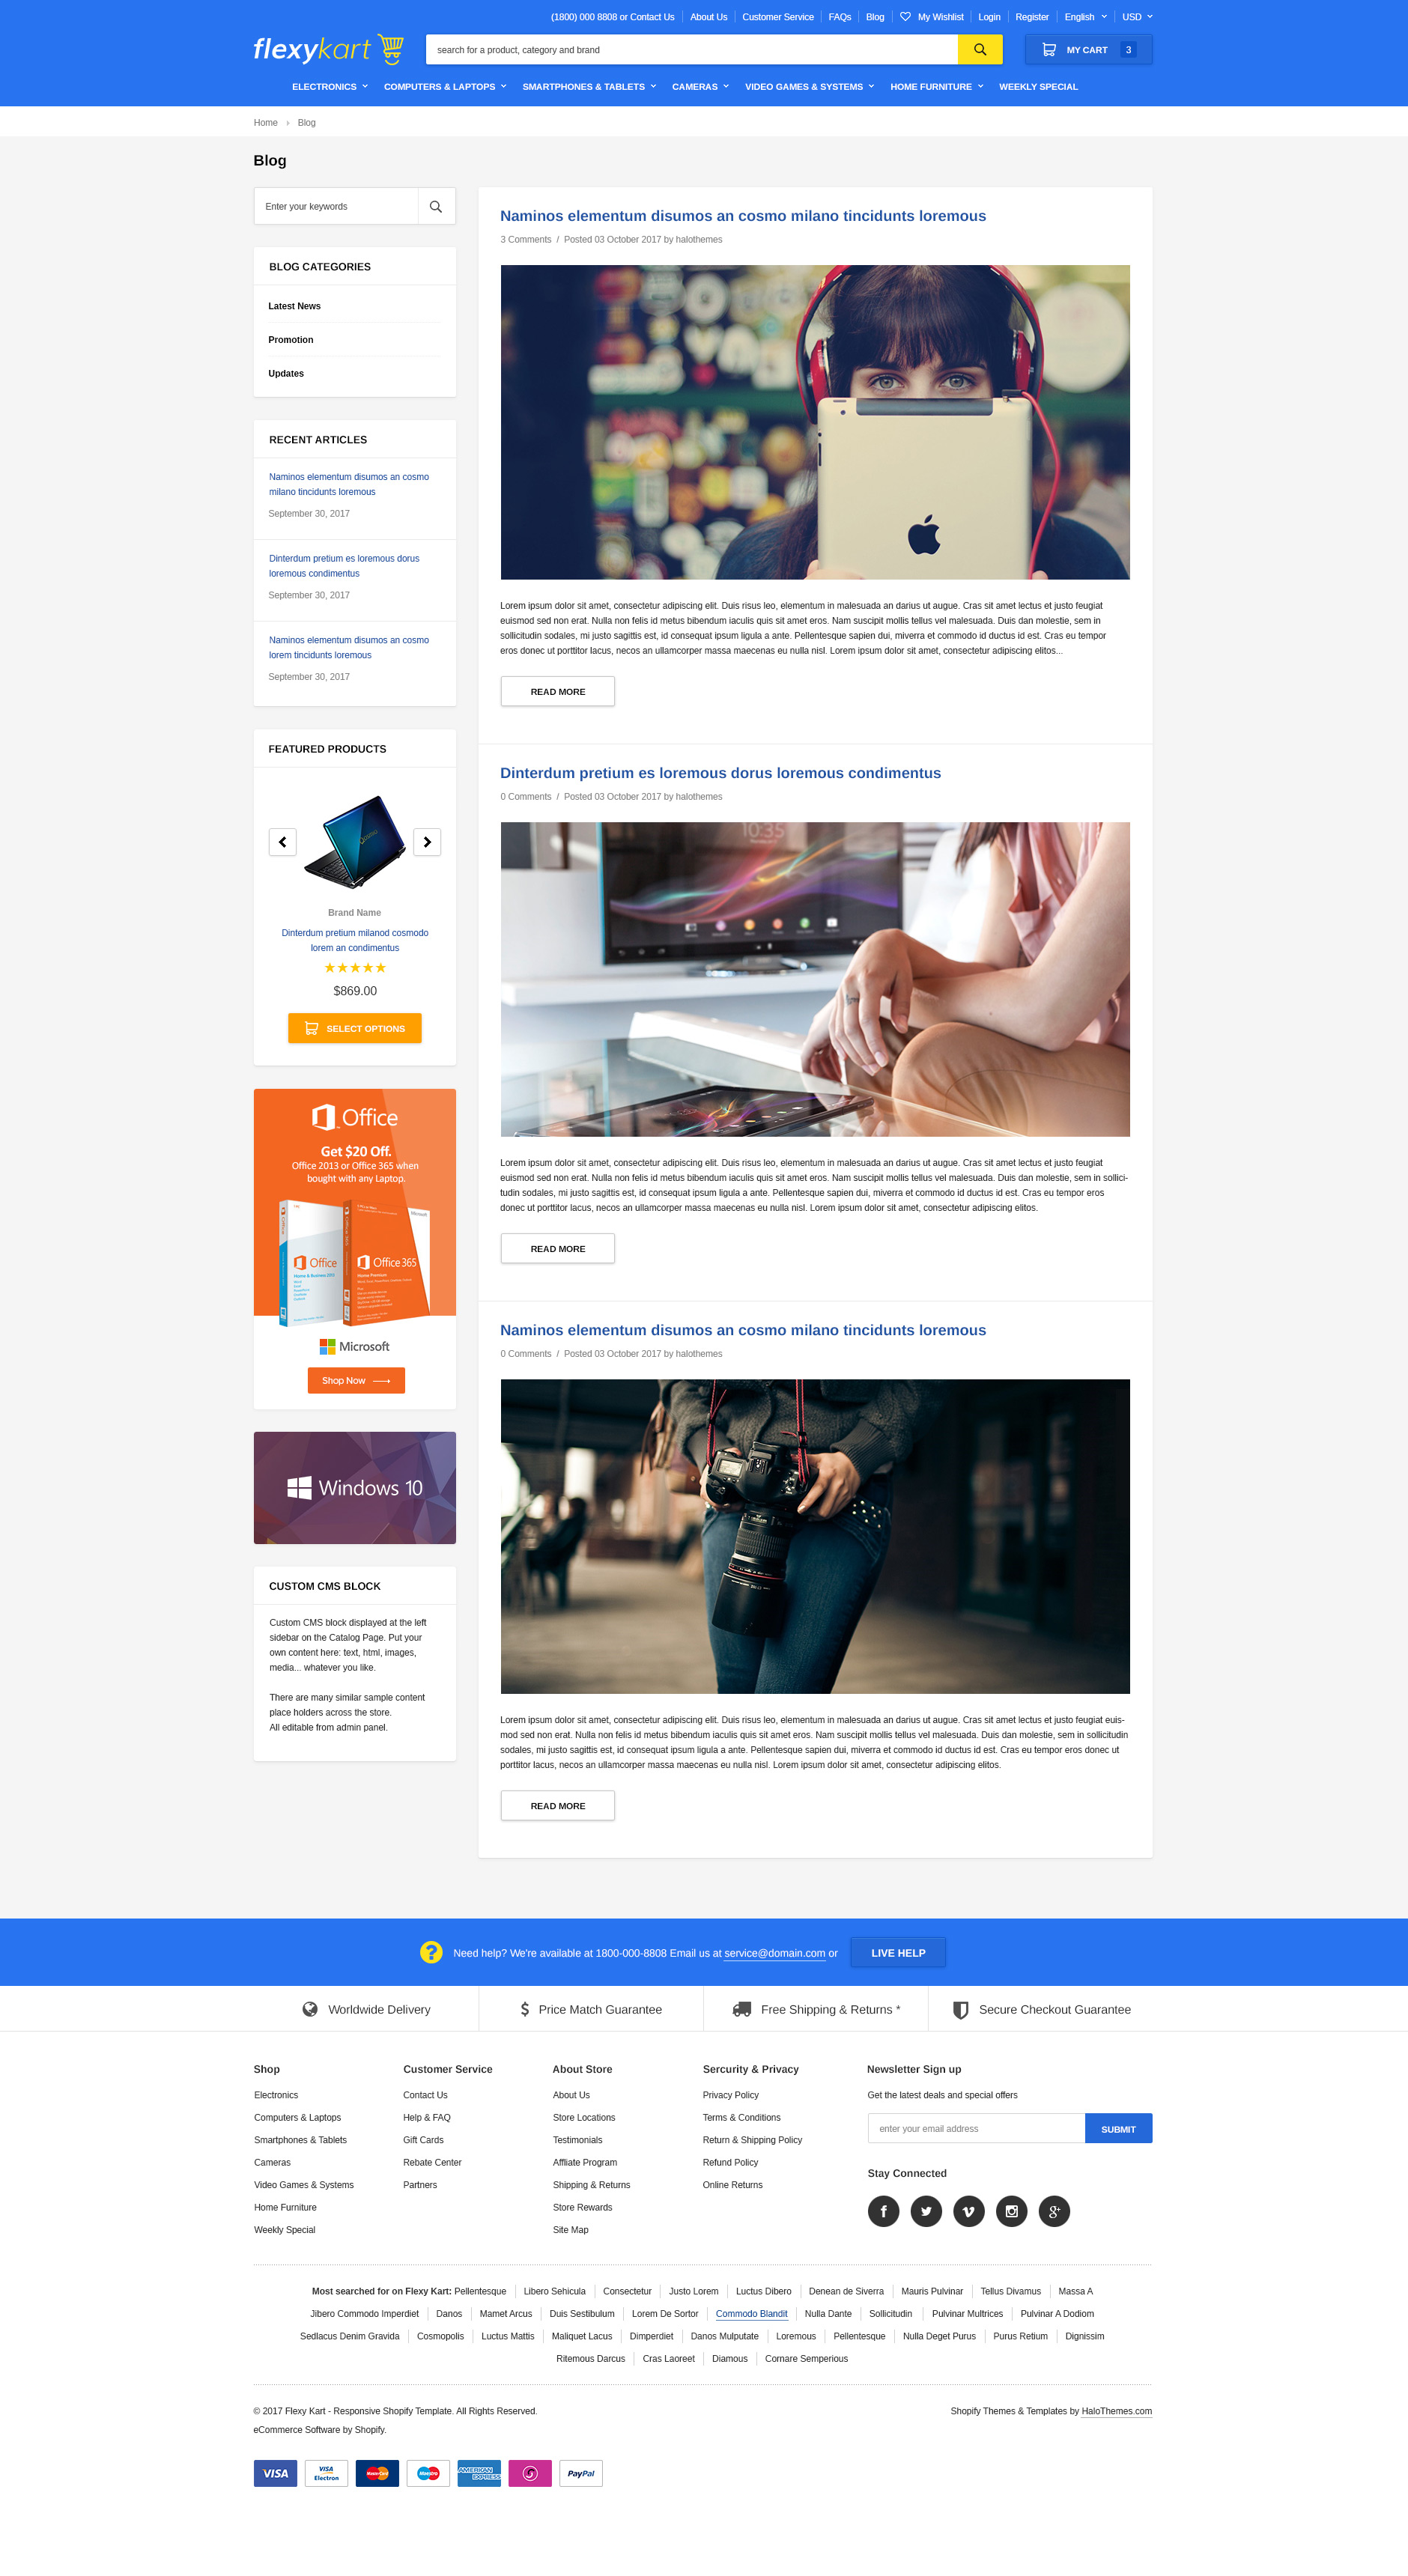 (1800) 000 8808 or Contact Us About Us Customer Service FAQs Blog My Wishlist Login Register English USD
flexykart
search for a product, category and brand
MY CART 3
ELECTRONICS COMPUTERS & LAPTOPS SMARTPHONES & TABLETS CAMERAS VIDEO GAMES & SYSTEMS HOME FURNITURE WEEKLY SPECIAL
Home › Blog
Blog
Enter your keywords
BLOG CATEGORIES
Latest News
Promotion
Updates
RECENT ARTICLES
Naminos elementum disumos an cosmo
milano tincidunts loremous
September 30, 2017
Dinterdum pretium es loremous dorus
loremous condimentus
September 30, 2017
Naminos elementum disumos an cosmo
lorem tincidunts loremous
September 30, 2017
FEATURED PRODUCTS
Brand Name
Dinterdum pretium milanod cosmodo
lorem an condimentus
$869.00
SELECT OPTIONS
Office
Get $20 Off.
Office 2013 or Office 365 when
bought with any Laptop.
Office
Office 365
Microsoft
Shop Now
Windows 10
CUSTOM CMS BLOCK
Custom CMS block displayed at the left
sidebar on the Catalog Page. Put your
own content here: text, html, images,
media... whatever you like.
There are many similar sample content
place holders across the store.
All editable from admin panel.
Naminos elementum disumos an cosmo milano tincidunts loremous
3 Comments / Posted 03 October 2017 by halothemes
Lorem ipsum dolor sit amet, consectetur adipiscing elit. Duis risus leo, elementum in malesuada an darius ut augue. Cras sit amet lectus et justo feugiat
euismod sed non erat. Nulla non felis id metus bibendum iaculis quis sit amet eros. Nam suscipit mollis tellus vel malesuada. Duis dan molestie, sem in
sollicitudin sodales, mi justo sagittis est, id consequat ipsum ligula a ante. Pellentesque sapien dui, miverra et commodo id ductus id est. Cras eu tempor
eros donec ut porttitor lacus, necos an ullamcorper massa maecenas eu nulla nisl. Lorem ipsum dolor sit amet, consectetur adipiscing elitos...
READ MORE
Dinterdum pretium es loremous dorus loremous condimentus
0 Comments / Posted 03 October 2017 by halothemes
10:35
Lorem ipsum dolor sit amet, consectetur adipiscing elit. Duis risus leo, elementum in malesuada an darius ut augue. Cras sit amet lectus et justo feugiat
euismod sed non erat. Nulla non felis id metus bibendum iaculis quis sit amet eros. Nam suscipit mollis tellus vel malesuada. Duis dan molestie, sem in sollici-
tudin sodales, mi justo sagittis est, id consequat ipsum ligula a ante. Pellentesque sapien dui, miverra et commodo id ductus id est. Cras eu tempor eros
donec ut porttitor lacus, necos an ullamcorper massa maecenas eu nulla nisl. Lorem ipsum dolor sit amet, consectetur adipiscing elitos.
READ MORE
Naminos elementum disumos an cosmo milano tincidunts loremous
0 Comments / Posted 03 October 2017 by halothemes
Lorem ipsum dolor sit amet, consectetur adipiscing elit. Duis risus leo, elementum in malesuada an darius ut augue. Cras sit amet lectus et justo feugiat euis-
mod sed non erat. Nulla non felis id metus bibendum iaculis quis sit amet eros. Nam suscipit mollis tellus vel malesuada. Duis dan molestie, sem in sollicitudin
sodales, mi justo sagittis est, id consequat ipsum ligula a ante. Pellentesque sapien dui, miverra et commodo id ductus id est. Cras eu tempor eros donec ut
porttitor lacus, necos an ullamcorper massa maecenas eu nulla nisl. Lorem ipsum dolor sit amet, consectetur adipiscing elitos.
READ MORE
Need help? We're available at 1800-000-8808 Email us at service@domain.com or LIVE HELP
Worldwide Delivery Price Match Guarantee Free Shipping & Returns * Secure Checkout Guarantee
Shop
Electronics
Computers & Laptops
Smartphones & Tablets
Cameras
Video Games & Systems
Home Furniture
Weekly Special
Customer Service
Contact Us
Help & FAQ
Gift Cards
Rebate Center
Partners
About Store
About Us
Store Locations
Testimonials
Affliate Program
Shipping & Returns
Store Rewards
Site Map
Sercurity & Privacy
Privacy Policy
Terms & Conditions
Return & Shipping Policy
Refund Policy
Online Returns
Newsletter Sign up
Get the latest deals and special offers
enter your email address SUBMIT
Stay Connected
Most searched for on Flexy Kart: Pellentesque Libero Sehicula Consectetur Justo Lorem Luctus Dibero Denean de Siverra Mauris Pulvinar Tellus Divamus Massa A
Jibero Commodo Imperdiet Danos Mamet Arcus Duis Sestibulum Lorem De Sortor Commodo Blandit Nulla Dante Sollicitudin Pulvinar Multrices Pulvinar A Dodiom
Sedlacus Denim Gravida Cosmopolis Luctus Mattis Maliquet Lacus Dimperdiet Danos Mulputate Loremous Pellentesque Nulla Deget Purus Purus Retium Dignissim
Ritemous Darcus Cras Laoreet Diamous Cornare Semperious
© 2017 Flexy Kart - Responsive Shopify Template. All Rights Reserved.
eCommerce Software by Shopify.
Shopify Themes & Templates by HaloThemes.com
VISA VISA Electron MasterCard Maestro AMERICAN EXPRESS PayPal